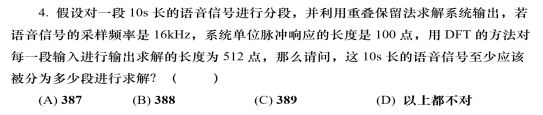 4. 假设对一段 10s 长的语音信号进行分段，并利用重叠保留法求解系统输出，若
语音信号的采样频率是 16kHz，系统单位脉冲响应的长度是 100 点，用 DFT 的方法对
每一段输入进行输出求解的长度为 512 点，那么请问，这 10s 长的语音信号至少应该
被分为多少段进行求解？（ ）
(A) 387 (B) 388 (C) 389 (D) 以上都不对